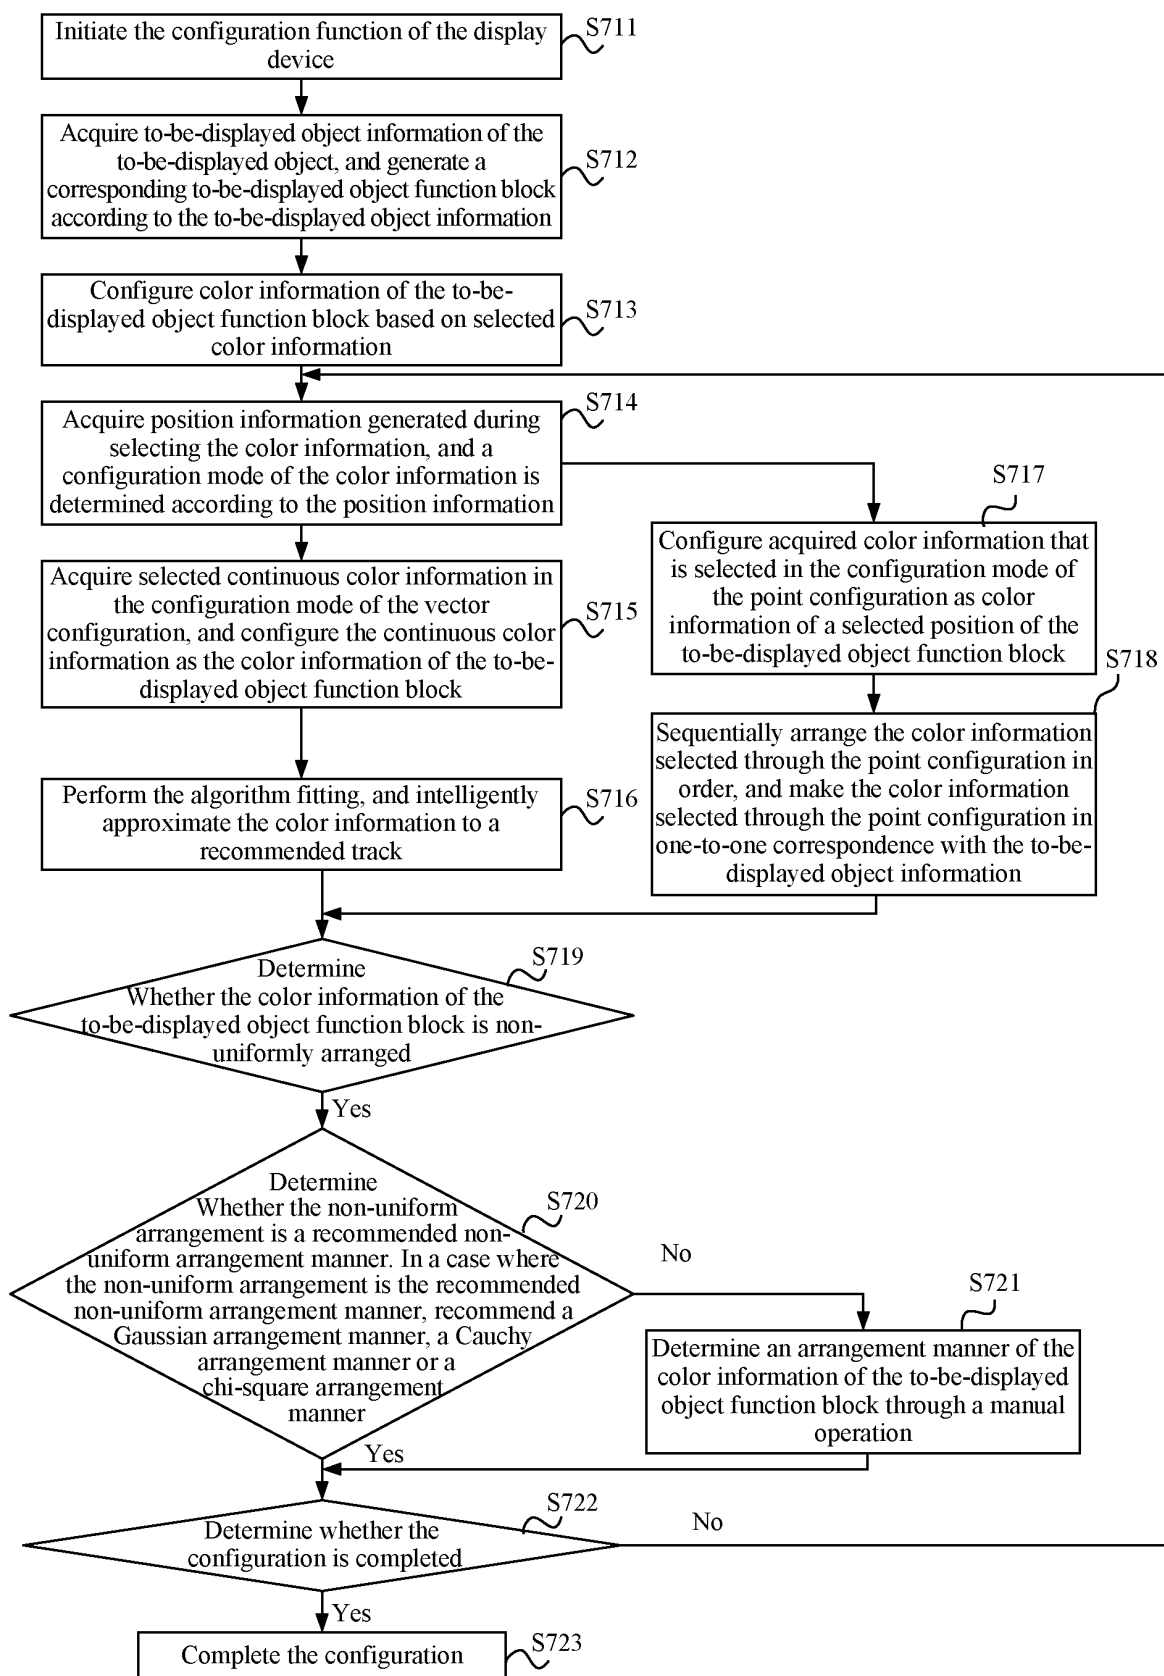 Initiate the configuration function of the display
device
S711
Acquire to-be-displayed object information of the
to-be-displayed object, and generate a
corresponding to-be-displayed object function block
according to the to-be-displayed object information
S712
Configure color information of the to-be-
displayed object function block based on selected
color information
S713
Acquire position information generated during
selecting the color information, and a
configuration mode of the color information is
determined according to the position information
S714
Acquire selected continuous color information in
the configuration mode of the vector
configuration, and configure the continuous color
information as the color information of the to-be-
displayed object function block
S715
Perform the algorithm fitting, and intelligently
approximate the color information to a
recommended track
S716
S717
Configure acquired color information that
is selected in the configuration mode of
the point configuration as color
information of a selected position of the
to-be-displayed object function block
S718
Sequentially arrange the color information
selected through the point configuration in
order, and make the color information
selected through the point configuration in
one-to-one correspondence with the to-be-
displayed object information
S719
Determine
Whether the color information of the
to-be-displayed object function block is non-
uniformly arranged
Yes
S720
Determine
Whether the non-uniform
arrangement is a recommended non-
uniform arrangement manner. In a case where
the non-uniform arrangement is the recommended
non-uniform arrangement manner, recommend a
Gaussian arrangement manner, a Cauchy
arrangement manner or a
chi-square arrangement
manner
No
S721
Determine an arrangement manner of the
color information of the to-be-displayed
object function block through a manual
operation
Yes
S722
Determine whether the
configuration is completed
No
Yes
Complete the configuration
S723